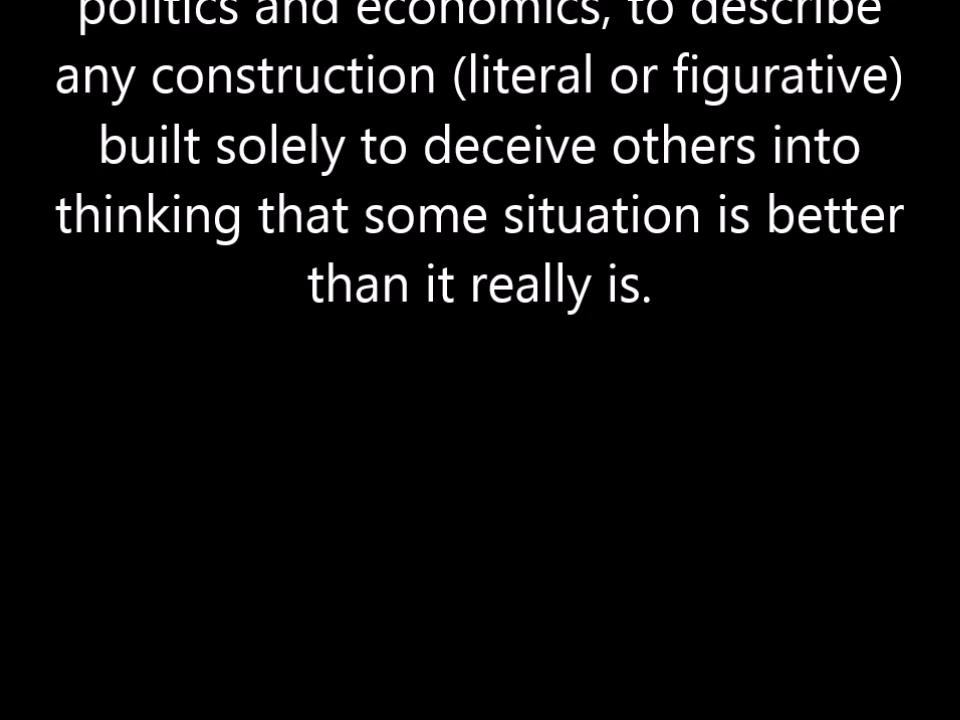 politics and economics, to describe
any construction (literal or figurative)
built solely to deceive others into
thinking that some situation is better
than it really is.